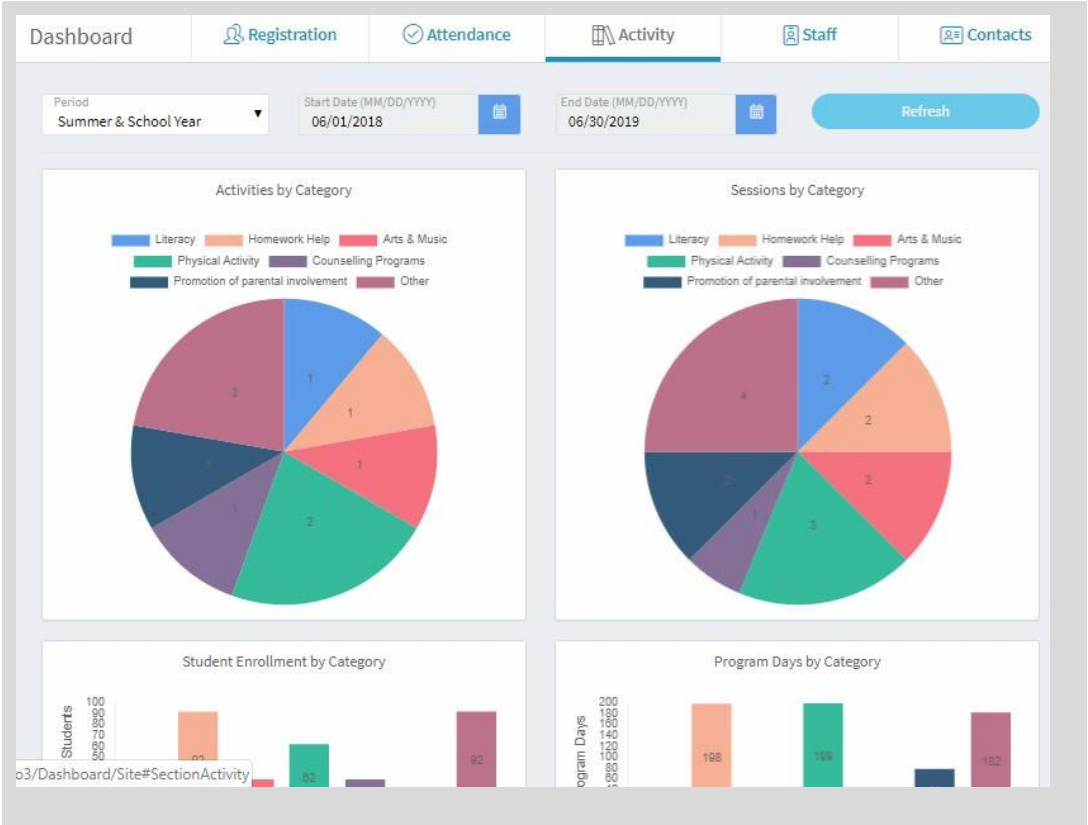 Dashboard Registration Attendance Activity Staff Contacts
Period
Summer & School Year
Start Date (MM/DD/YYYY)
06/01/2018
End Date (MM/DD/YYYY)
06/30/2019
Refresh
Activities by Category
Literacy Homework Help Arts & Music
Physical Activity Counselling Programs
Promotion of parental involvement Other
2
1
1
1
1
1
2
Sessions by Category
Literacy Homework Help Arts & Music
Physical Activity Counselling Programs
Promotion of parental involvement Other
4
2
2
2
2
1
3
Student Enrollment by Category
Students
100
90
80
70
60
50
92
62
92
o3/Dashboard/Site#SectionActivity
Program Days by Category
Program Days
200
180
160
140
120
100
80
60
198
199
182